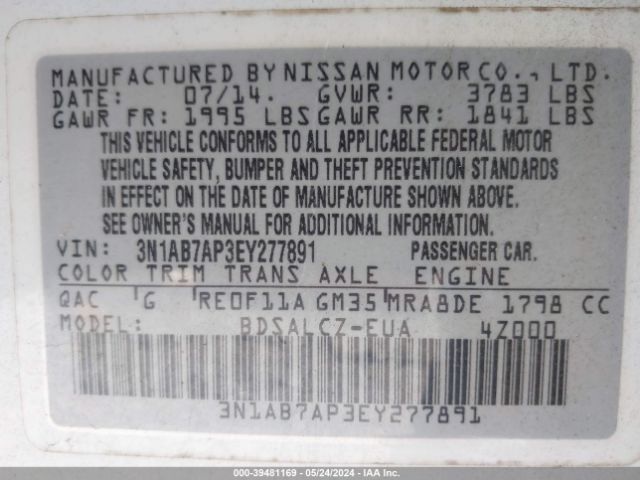 MANUFACTURED BY NISSAN MOTOR CO., LTD.
DATE: 07/14. GVWR: 3783 LBS
GAWR FR: 1995 LBS GAWR RR: 1841 LBS
THIS VEHICLE CONFORMS TO ALL APPLICABLE FEDERAL MOTOR
VEHICLE SAFETY, BUMPER AND THEFT PREVENTION STANDARDS
IN EFFECT ON THE DATE OF MANUFACTURE SHOWN ABOVE.
SEE OWNER'S MANUAL FOR ADDITIONAL INFORMATION.
VIN: 3N1AB7AP3EY277891 PASSENGER CAR.
COLOR TRIM TRANS AXLE ENGINE
QAC G RE0F11A GM35 MRA8DE 1798 CC
MODEL: BDSALCZ-EUA 4Z000
3N1AB7AP3EY277891
000-39481169 - 05/24/2024 - IAAI.COM